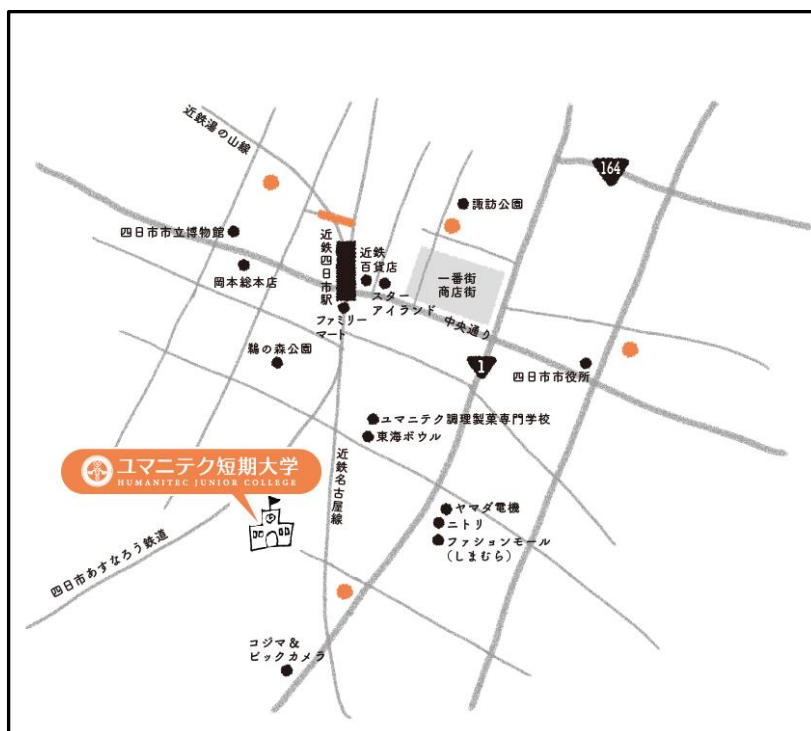 近鉄湯の山線
164
諏訪公園
四日市市立博物館
近鉄四日市駅
近鉄
百貨店
岡本総本店
スター
アイランド
一番街
商店街
ファミリー
マート
中央通り
鵜の森公園
1
四日市市役所
ユマニテク調理製菓専門学校
東海ボウル
ユマニテク短期大学
HUMANITEC JUNIOR COLLEGE
近鉄名古屋線
ヤマダ電機
ニトリ
ファションモール
(しまむら)
四日市あすなろう鉄道
コジマ&
ビックカメラ